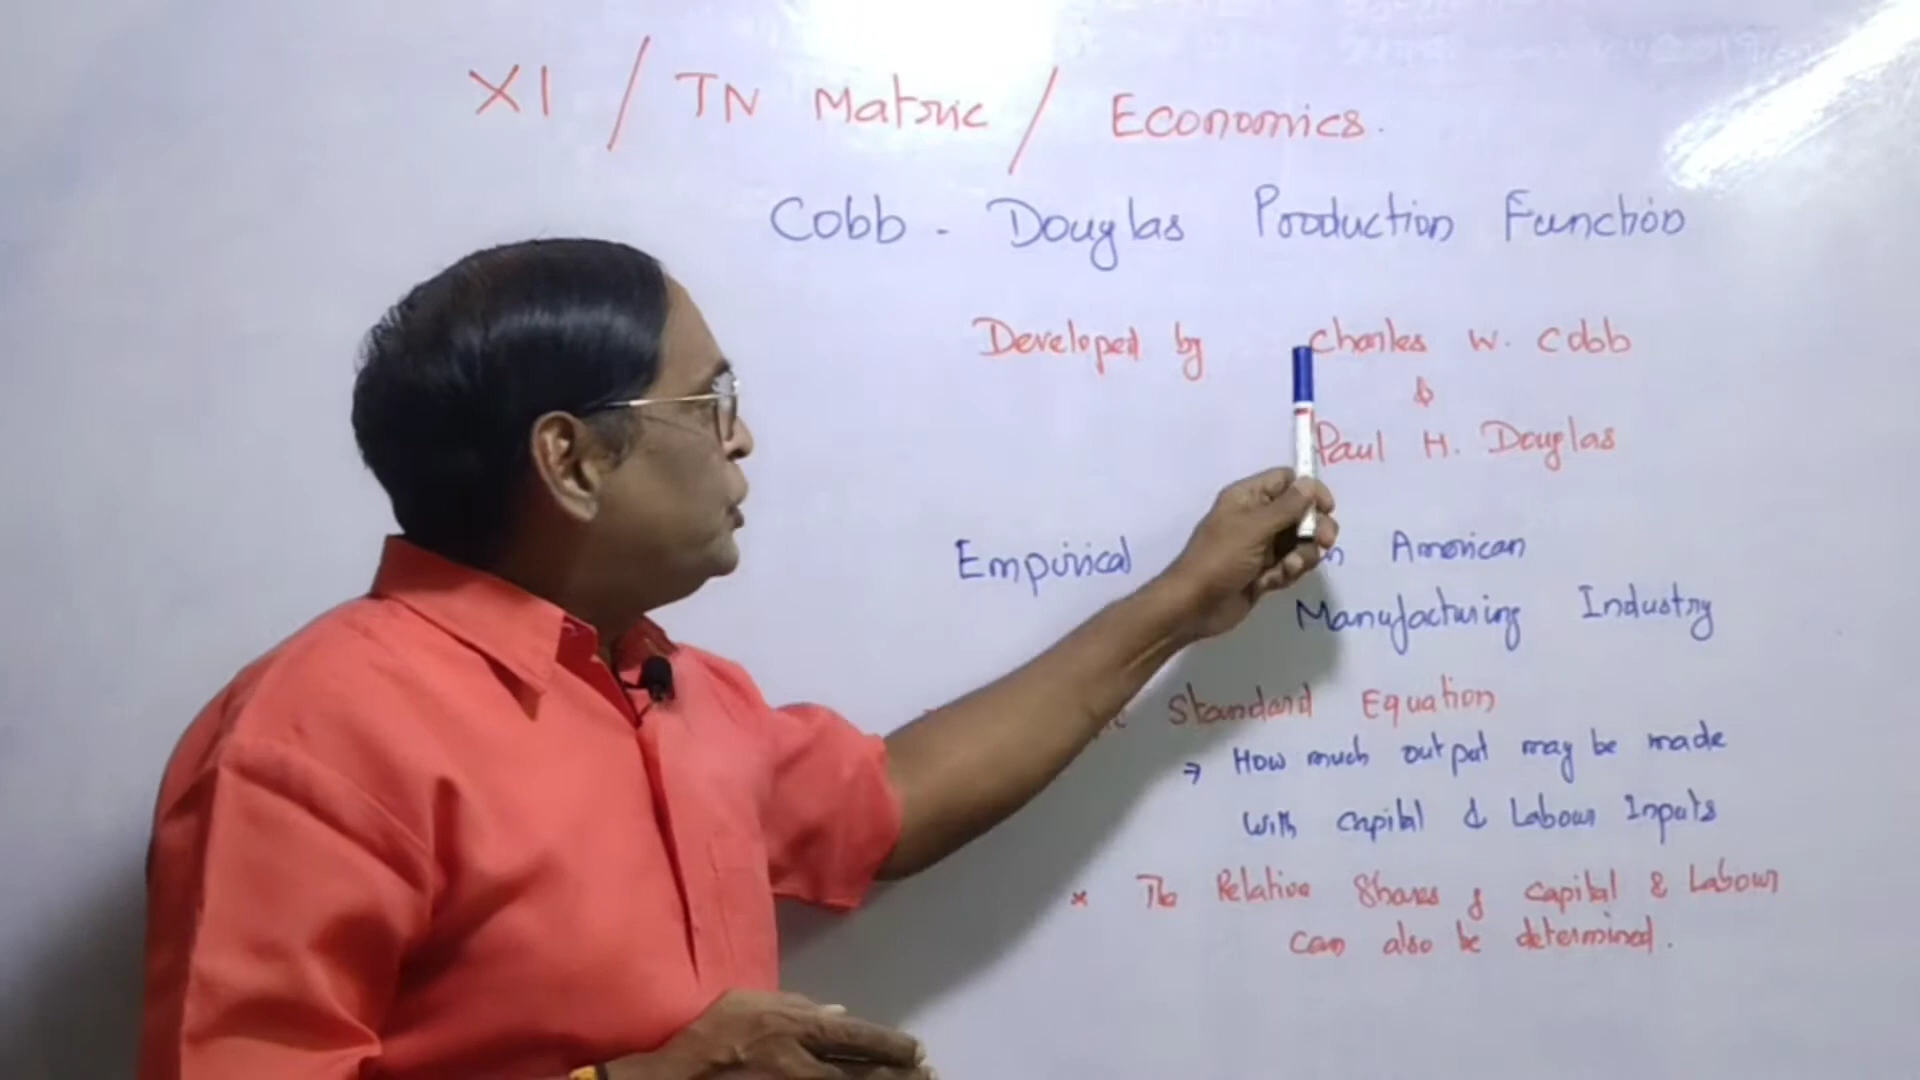 XI / TN Matric / Economics.
Cobb - Douglas Production Function
Developed by Charles W. Cobb
&
Paul H. Douglas
Empirical American
Manufacturing Industry
Standard Equation
→ How much output may be made
with capital & Labour Inputs
* The Relative Shares of capital & Labour
can also be determined.